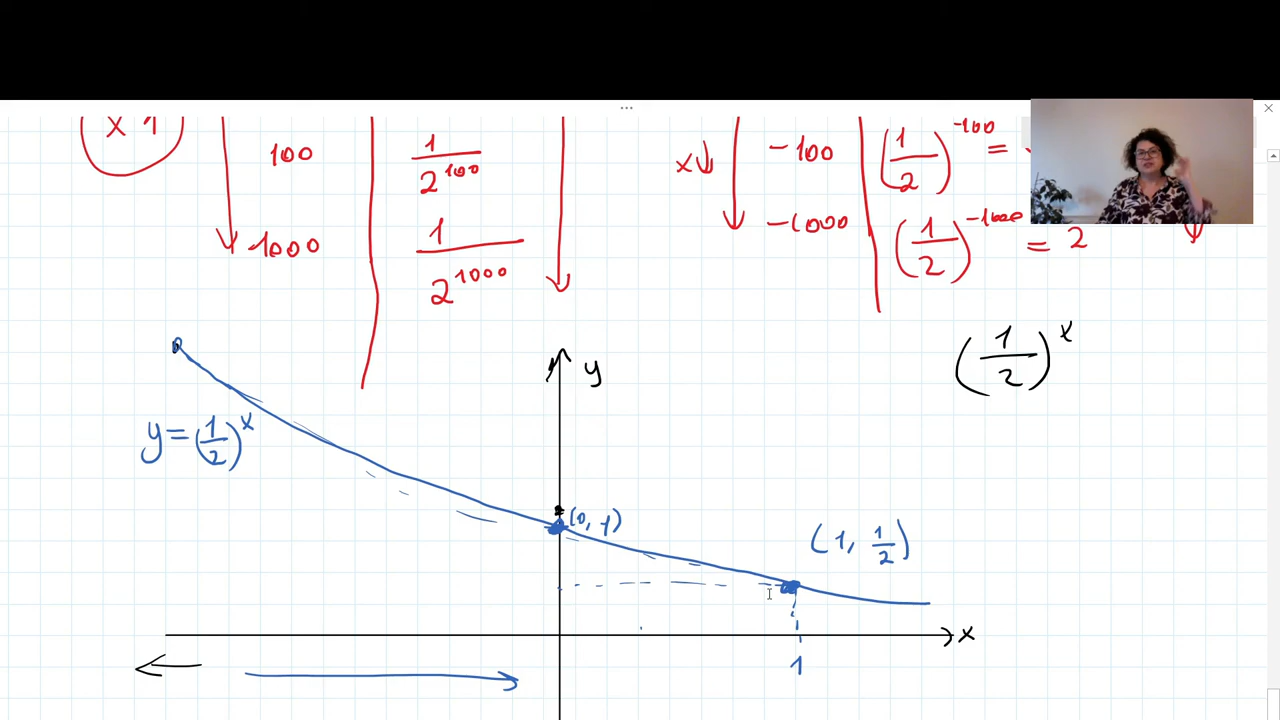 x 1
100
1/2^100
1000
1/2^1000
x↓
-100
(1/2)^-100 =
-1000
(1/2)^-1000 = 2
(1/2)^x
y
y = (1/2)^x
(0, 1)
(1, 1/2)
x
1